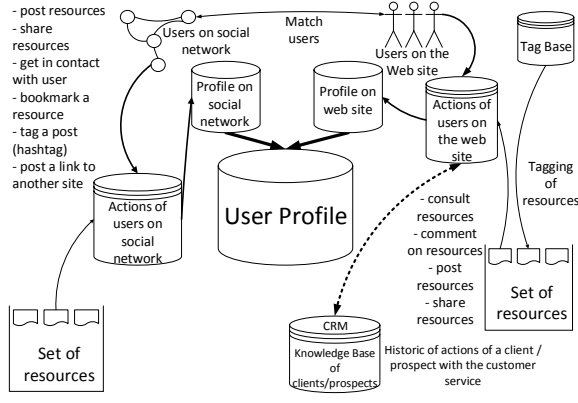 - post resources
- share
resources
- get in contact
with user
- bookmark a
resource
- tag a post
(hashtag)
- post a link to
another site
Users on social
network
Match
users
Users on the
Web site
Tag Base
Profile on
social
network
Profile on
web site
Actions of
users on
the web
site
User Profile
Actions of
users on
social
network
Tagging of
resources
- consult
resources
- comment
on resources
- post
resources
- share
resources
Set of
resources
Set of
resources
CRM
Knowledge Base
of
clients/prospects
Historic of actions of a client /
prospect with the customer
service